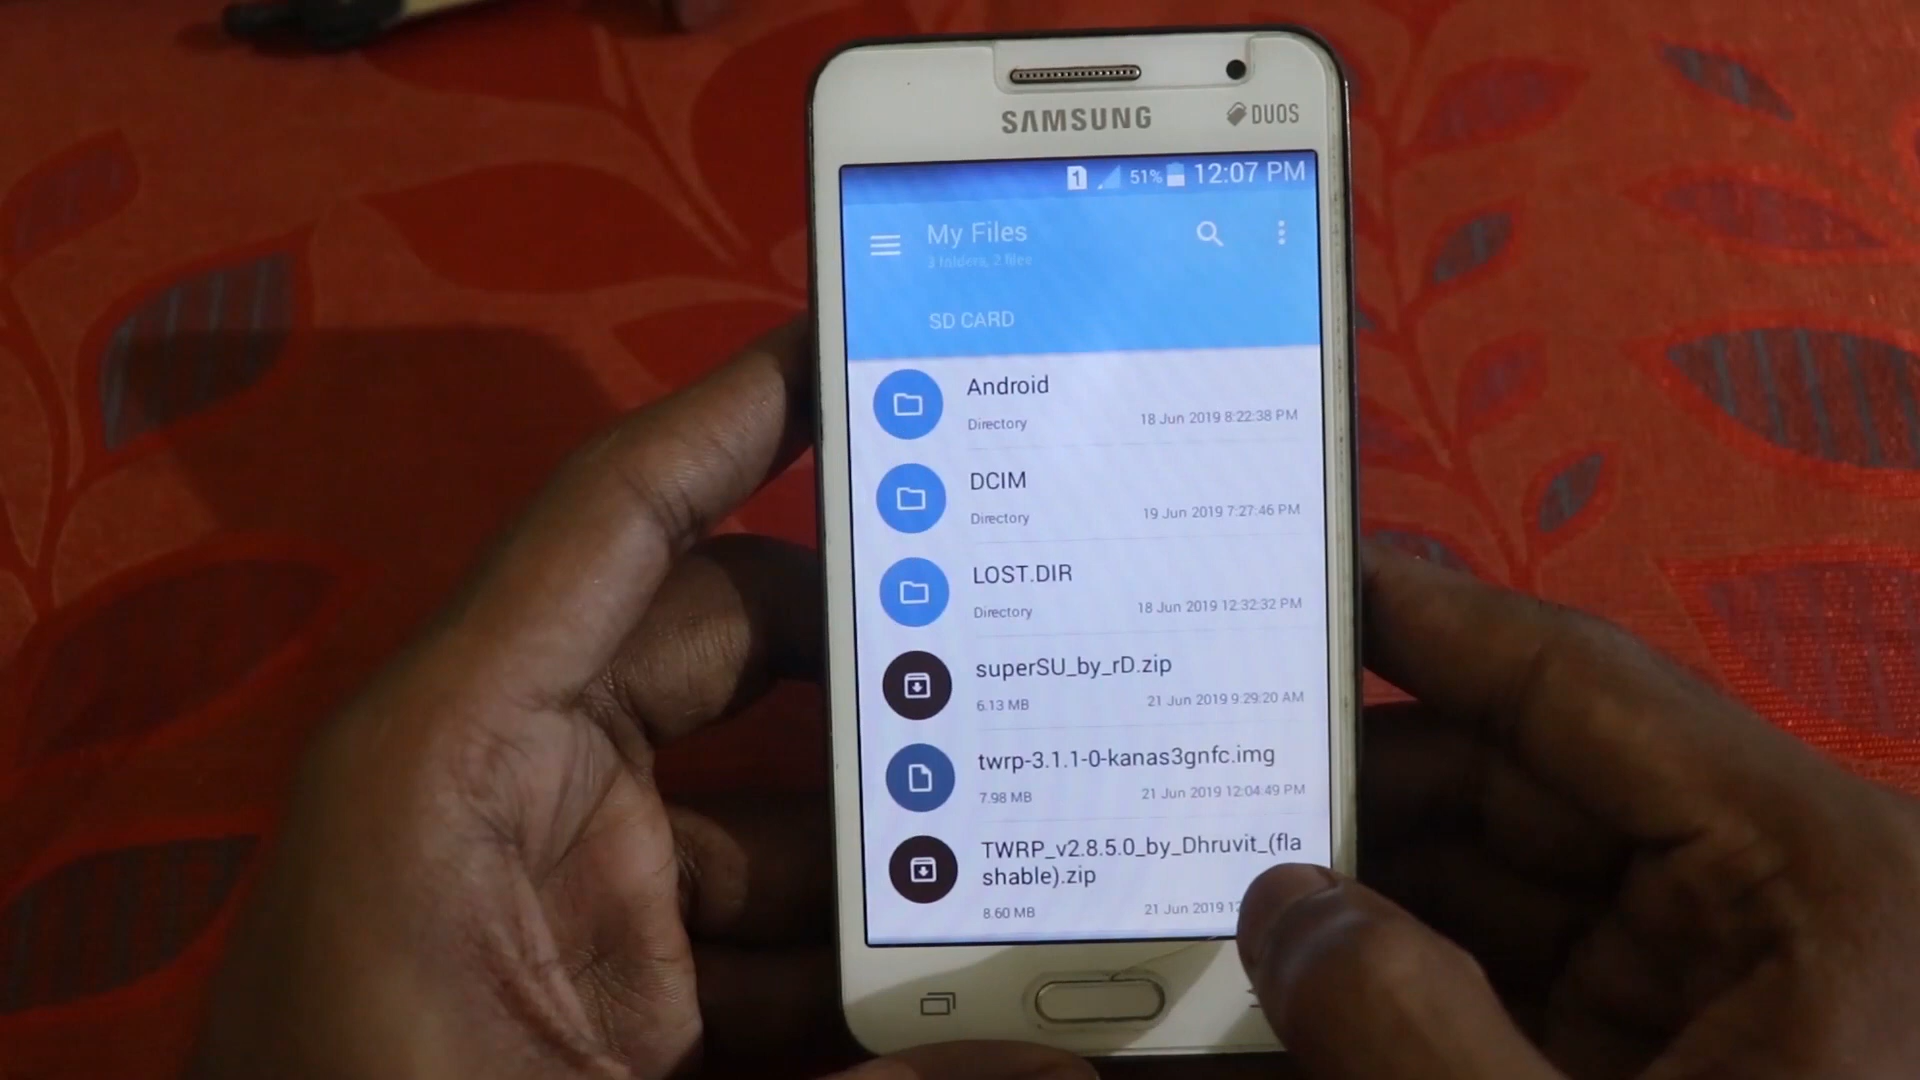 SAMSUNG
DUOS
1 51% 12:07 PM
My Files
3 folders, 2 files
SD CARD
Android
Directory 18 Jun 2019 8:22:38 PM
DCIM
Directory 19 Jun 2019 7:27:46 PM
LOST.DIR
Directory 18 Jun 2019 12:32:32 PM
superSU_by_rD.zip
6.13 MB 21 Jun 2019 9:29:20 AM
twrp-3.1.1-0-kanas3gnfc.img
7.98 MB 21 Jun 2019 12:04:49 PM
TWRP_v2.8.5.0_by_Dhruvit_(fla
shable).zip
8.60 MB 21 Jun 2019